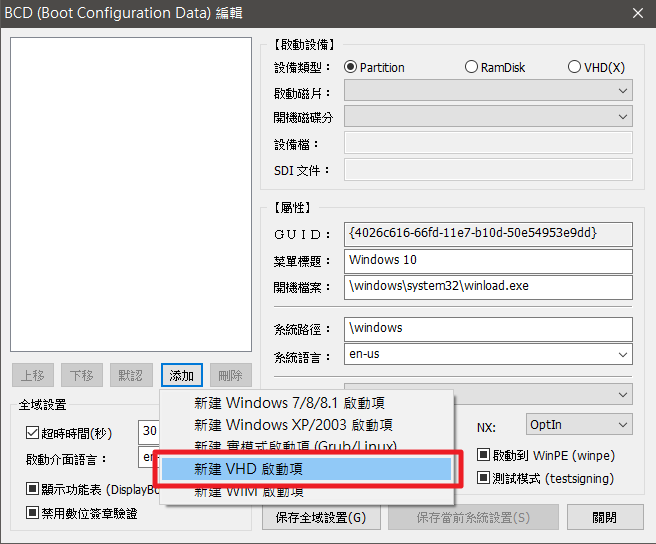 BCD (Boot Configuration Data) 編輯
【啟動設備】
設備類型：
Partition
RamDisk
VHD(X)
啟動磁片：
開機磁碟分
設備檔：
SDI 文件：
【屬性】
ＧＵＩＤ：
{4026c616-66fd-11e7-b10d-50e54953e9dd}
菜單標題：
Windows 10
開機檔案：
\windows\system32\winload.exe
系統路徑：
\windows
系統語言：
en-us
上移
下移
默認
添加
刪除
新建 Windows 7/8/8.1 啟動項
新建 Windows XP/2003 啟動項
新建 實模式啟動項 (Grub/Linux)
新建 VHD 啟動項
新建 WIM 啟動項
全域設置
超時時間(秒)
30
啟動介面語言：
en-
顯示功能表 (DisplayBo
禁用數位簽章驗證
NX:
OptIn
啟動到 WinPE (winpe)
測試模式 (testsigning)
保存全域設置(G)
保存當前系統設置(S)
關閉